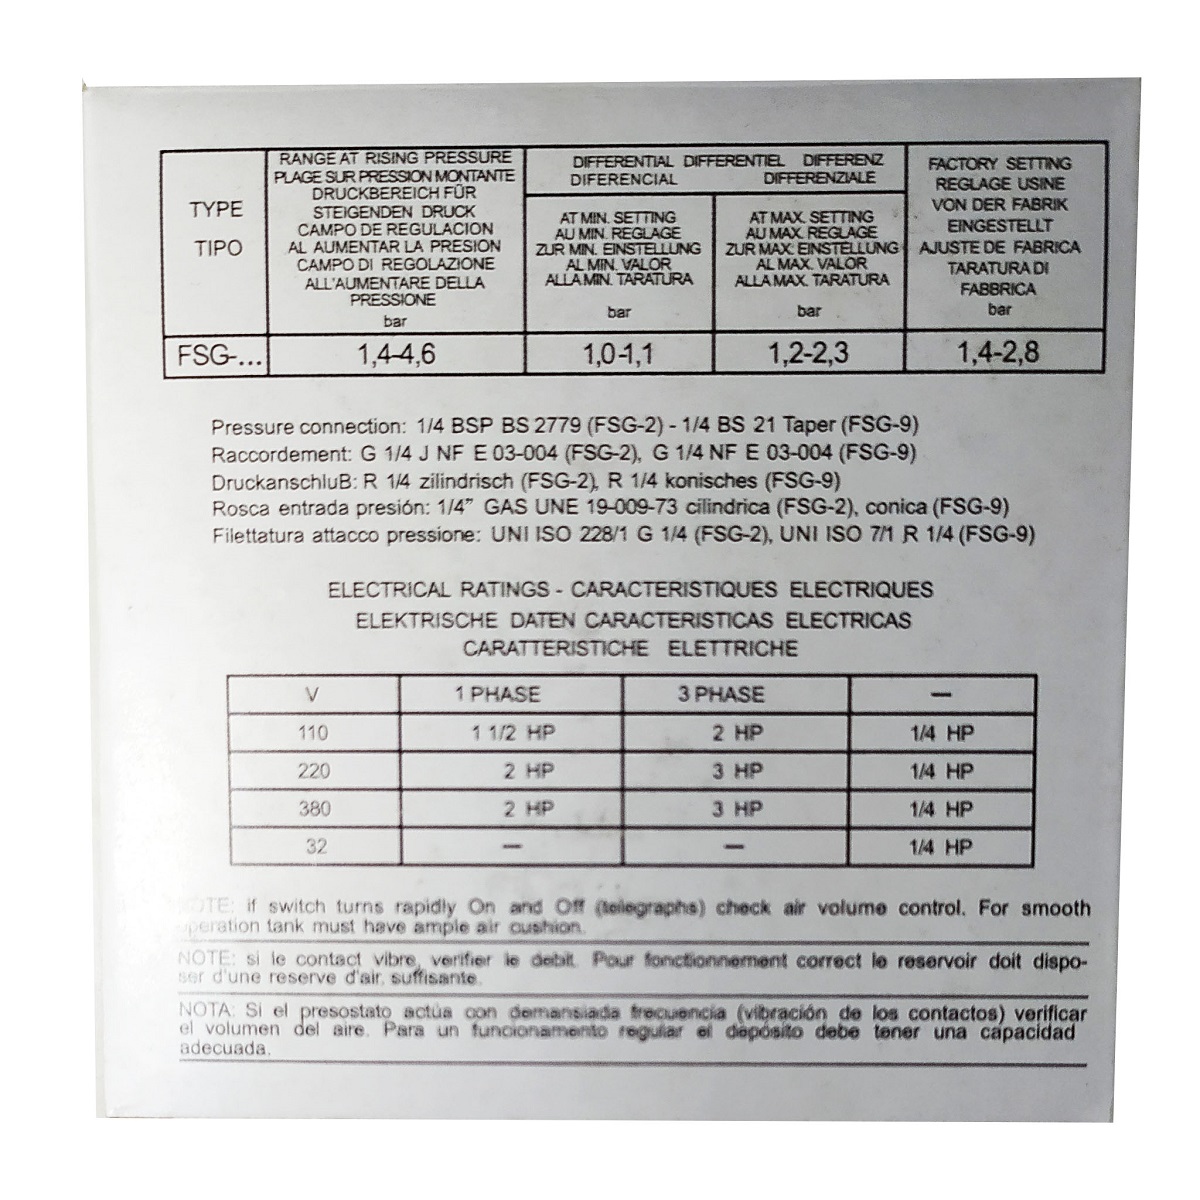 TYPE
TIPO
RANGE AT RISING PRESSURE
PLAGE SUR PRESSION MONTANTE
DRUCKBEREICH FÜR
STEIGENDEN DRUCK
CAMPO DE REGULACION
AL AUMENTAR LA PRESION
CAMPO DI REGOLAZIONE
ALL'AUMENTARE DELLA
PRESSIONE
bar
DIFFERENTIAL DIFFERENTIEL DIFFERENZ
DIFERENCIAL DIFFERENZIALE
AT MIN. SETTING
AU MIN. REGLAGE
ZUR MIN. EINSTELLUNG
AL MIN. VALOR
ALLA MIN. TARATURA
bar
AT MAX. SETTING
AU MAX. REGLAGE
ZUR MAX. EINSTELLUNG
AL MAX. VALOR
ALLA MAX. TARATURA
bar
FACTORY SETTING
REGLAGE USINE
VON DER FABRIK
EINGESTELLT
AJUSTE DE FABRICA
TARATURA DI
FABBRICA
bar
FSG-... 1,4-4,6 1,0-1,1 1,2-2,3 1,4-2,8
Pressure connection: 1/4 BSP BS 2779 (FSG-2) - 1/4 BS 21 Taper (FSG-9)
Raccordement: G 1/4 J NF E 03-004 (FSG-2), G 1/4 NF E 03-004 (FSG-9)
DruckanschluB: R 1/4 zilindrisch (FSG-2), R 1/4 konisches (FSG-9)
Rosca entrada presión: 1/4" GAS UNE 19-009-73 cilindrica (FSG-2), conica (FSG-9)
Filettatura attacco pressione: UNI ISO 228/1 G 1/4 (FSG-2), UNI ISO 7/1 R 1/4 (FSG-9)
ELECTRICAL RATINGS - CARACTERISTIQUES ELECTRIQUES
ELEKTRISCHE DATEN CARACTERISTICAS ELECTRICAS
CARATTERISTICHE ELETTRICHE
V 1 PHASE 3 PHASE —
110 1 1/2 HP 2 HP 1/4 HP
220 2 HP 3 HP 1/4 HP
380 2 HP 3 HP 1/4 HP
32 — — 1/4 HP
NOTE: if switch turns rapidly On and Off (telegraphs) check air volume control. For smooth
operation tank must have ample air cushion.
NOTE: si le contact vibre, verifier le debit. Pour fonctionnement correct le reservoir doit dispo-
ser d'une reserve d'air, suffisante.
NOTA: Si el presostato actúa con demansiada frecuencia (vibración de los contactos) verificar
el volumen del aire. Para un funcionamento regular el depósito debe tener una capacidad
adecuada.